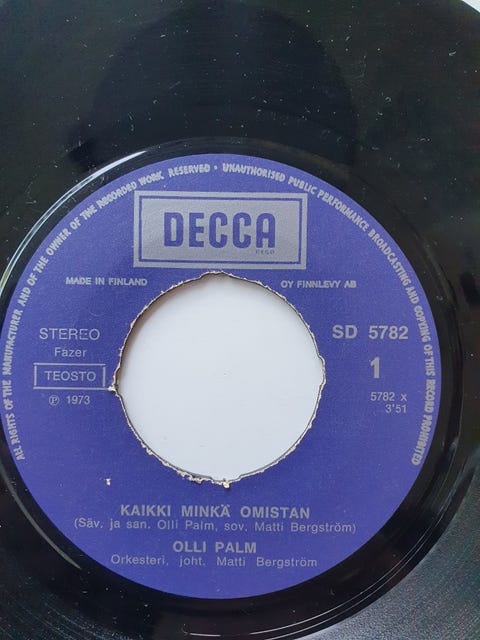 ALL RIGHTS OF THE MANUFACTURER AND OF THE OWNER OF THE RECORDED WORK RESERVED • UNAUTHORISED PUBLIC PERFORMANCE BROADCASTING AND COPYING OF THIS RECORD PROHIBITED
DECCA
MADE IN FINLAND
OY FINNLEVY AB
STEREO
Fazer
TEOSTO
℗ 1973
SD 5782
1
5782 x
3'51
KAIKKI MINKÄ OMISTAN
(Säv. ja san. Olli Palm, sov. Matti Bergström)
OLLI PALM
Orkesteri, joht. Matti Bergström